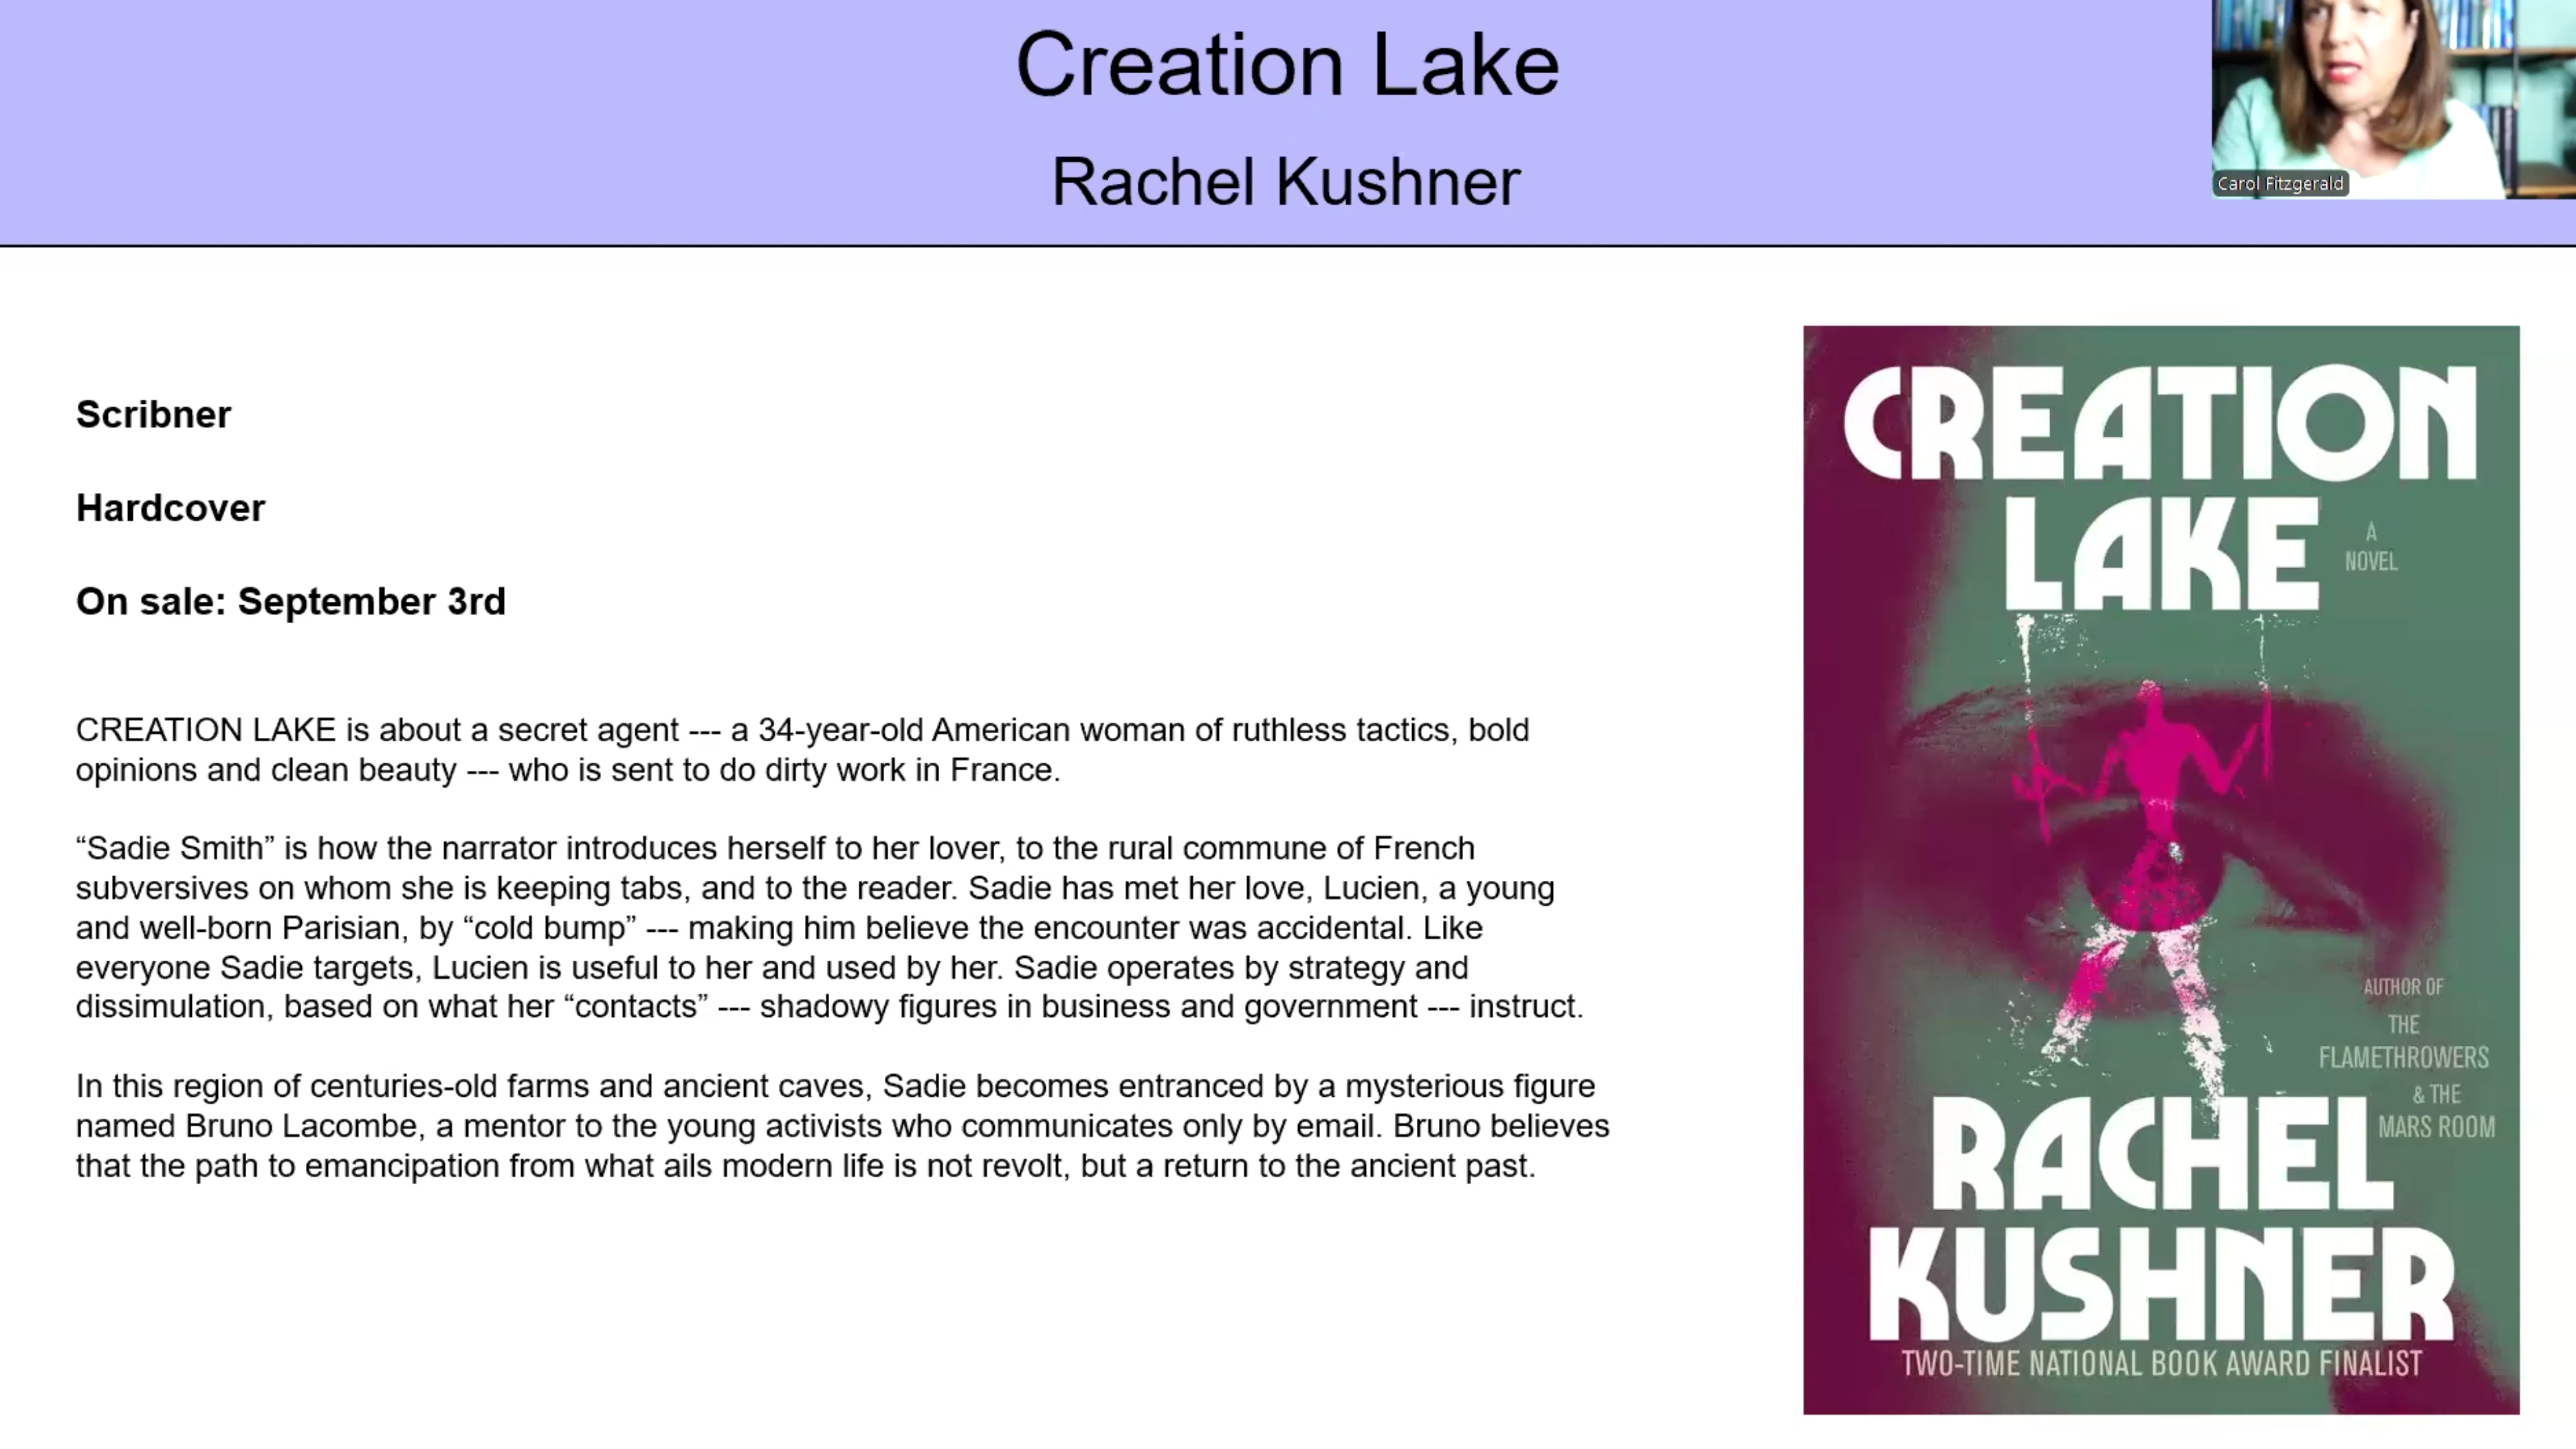 Creation Lake
Rachel Kushner
Carol Fitzgerald
Scribner
Hardcover
On sale: September 3rd
CREATION LAKE is about a secret agent --- a 34-year-old American woman of ruthless tactics, bold
opinions and clean beauty --- who is sent to do dirty work in France.
“Sadie Smith” is how the narrator introduces herself to her lover, to the rural commune of French
subversives on whom she is keeping tabs, and to the reader. Sadie has met her love, Lucien, a young
and well-born Parisian, by “cold bump” --- making him believe the encounter was accidental. Like
everyone Sadie targets, Lucien is useful to her and used by her. Sadie operates by strategy and
dissimulation, based on what her “contacts” --- shadowy figures in business and government --- instruct.
In this region of centuries-old farms and ancient caves, Sadie becomes entranced by a mysterious figure
named Bruno Lacombe, a mentor to the young activists who communicates only by email. Bruno believes
that the path to emancipation from what ails modern life is not revolt, but a return to the ancient past.
CREATION
LAKE
A
NOVEL
AUTHOR OF
THE
FLAMETHROWERS
& THE
MARS ROOM
RACHEL
KUSHNER
TWO-TIME NATIONAL BOOK AWARD FINALIST